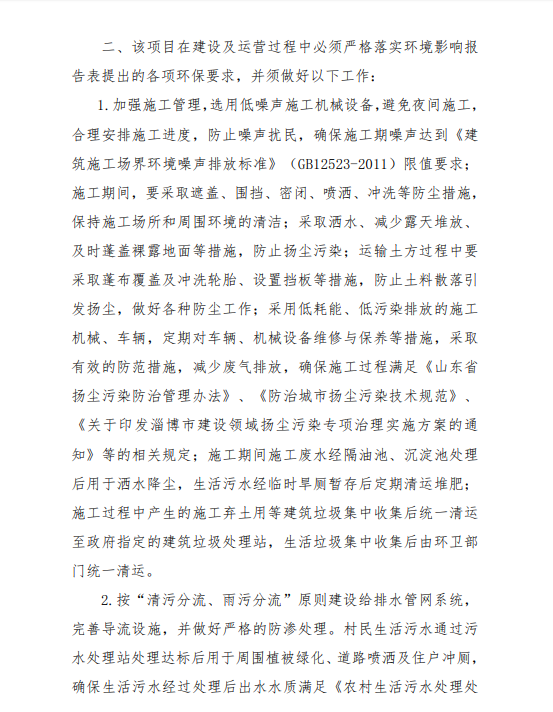 二、该项目在建设及运营过程中必须严格落实环境影响报
告表提出的各项环保要求，并须做好以下工作：
1.加强施工管理，选用低噪声施工机械设备，避免夜间施工，
合理安排施工进度，防止噪声扰民，确保施工期噪声达到《建
筑施工场界环境噪声排放标准》（GB12523-2011）限值要求；
施工期间，要采取遮盖、围挡、密闭、喷洒、冲洗等防尘措施，
保持施工场所和周围环境的清洁；采取洒水、减少露天堆放、
及时蓬盖裸露地面等措施，防止扬尘污染；运输土方过程中要
采取蓬布覆盖及冲洗轮胎、设置挡板等措施，防止土料散落引
发扬尘，做好各种防尘工作；采用低耗能、低污染排放的施工
机械、车辆，定期对车辆、机械设备维修与保养等措施，采取
有效的防范措施，减少废气排放，确保施工过程满足《山东省
扬尘污染防治管理办法》、《防治城市扬尘污染技术规范》、
《关于印发淄博市建设领域扬尘污染专项治理实施方案的通
知》等的相关规定；施工期间施工废水经隔油池、沉淀池处理
后用于洒水降尘，生活污水经临时旱厕暂存后定期清运堆肥；
施工过程中产生的施工弃土用等建筑垃圾集中收集后统一清运
至政府指定的建筑垃圾处理站，生活垃圾集中收集后由环卫部
门统一清运。
2.按“清污分流、雨污分流”原则建设给排水管网系统，
完善导流设施，并做好严格的防渗处理。村民生活污水通过污
水处理站处理达标后用于周围植被绿化、道路喷洒及住户冲厕，
确保生活污水经过处理后出水水质满足《农村生活污水处理处